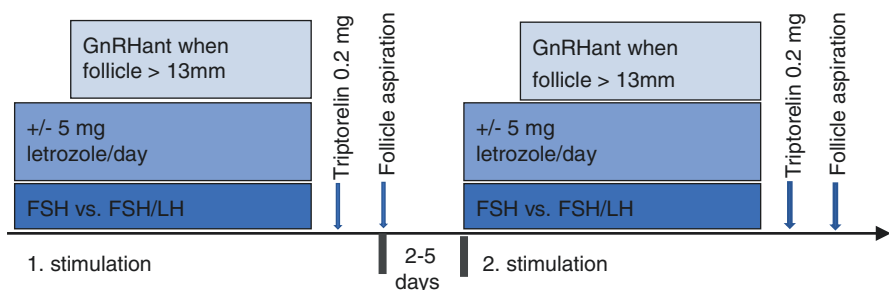 GnRHant when
follicle > 13mm
+/- 5 mg
letrozole/day
FSH vs. FSH/LH
Triptorelin 0.2 mg
Follicle aspiration
GnRHant when
follicle > 13mm
+/- 5 mg
letrozole/day
FSH vs. FSH/LH
Triptorelin 0.2 mg
Follicle aspiration
1. stimulation
2-5
days
2. stimulation